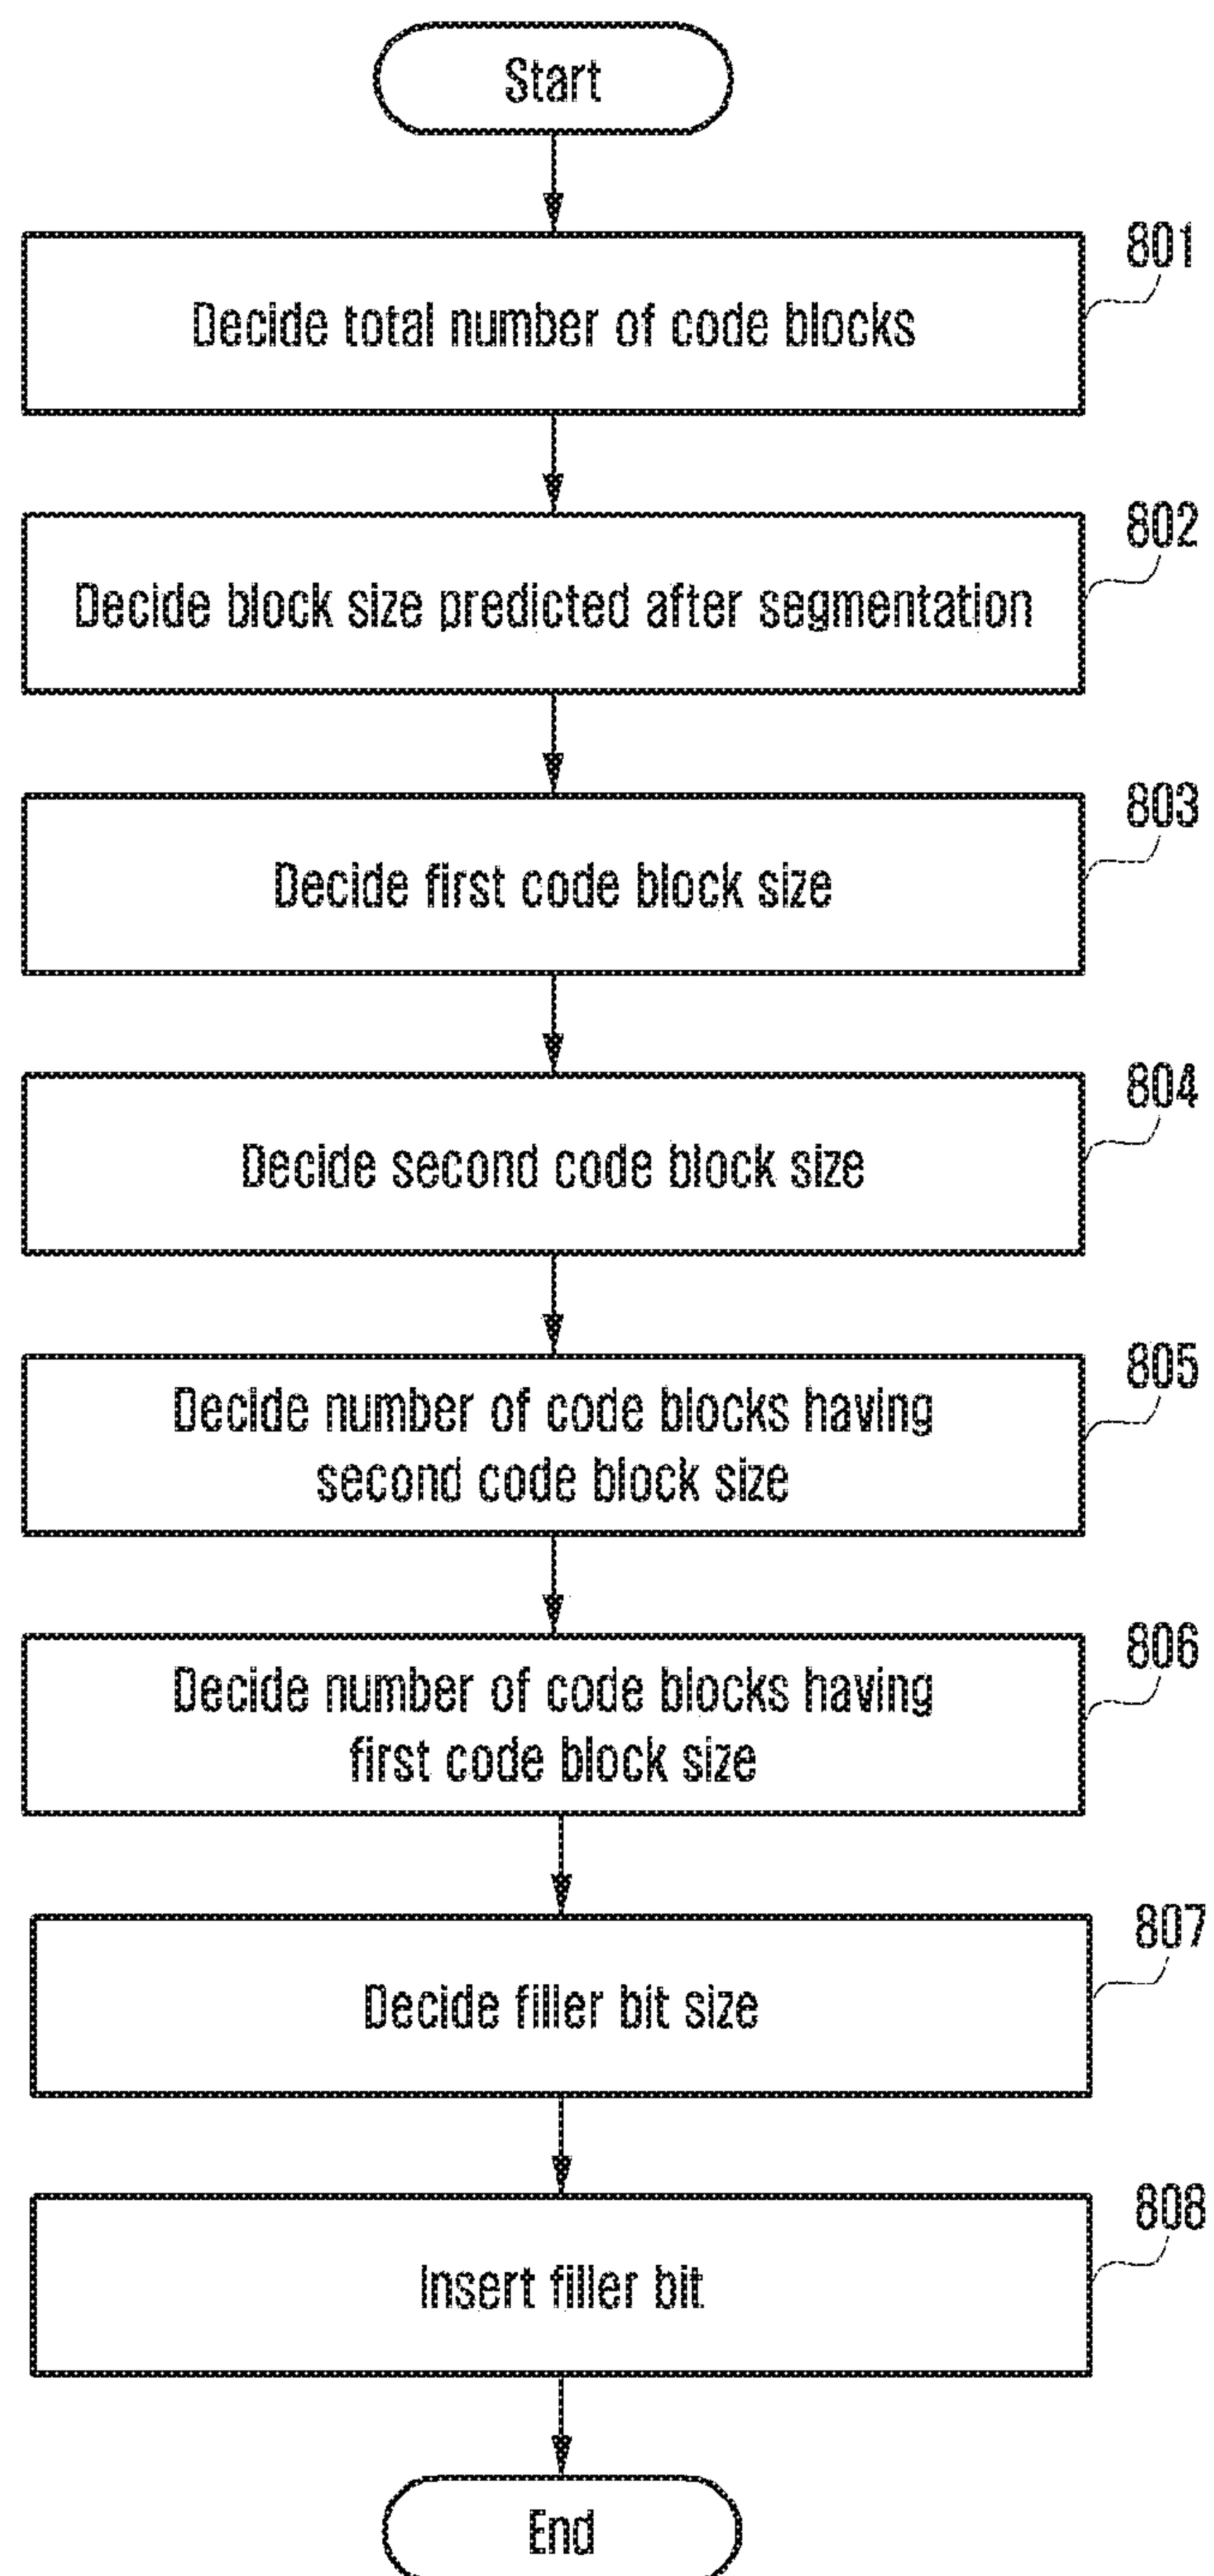 Start
801
Decide total number of code blocks
802
Decide block size predicted after segmentation
803
Decide first code block size
804
Decide second code block size
805
Decide number of code blocks having
second code block size
806
Decide number of code blocks having
first code block size
807
Decide filler bit size
808
Insert filler bit
End